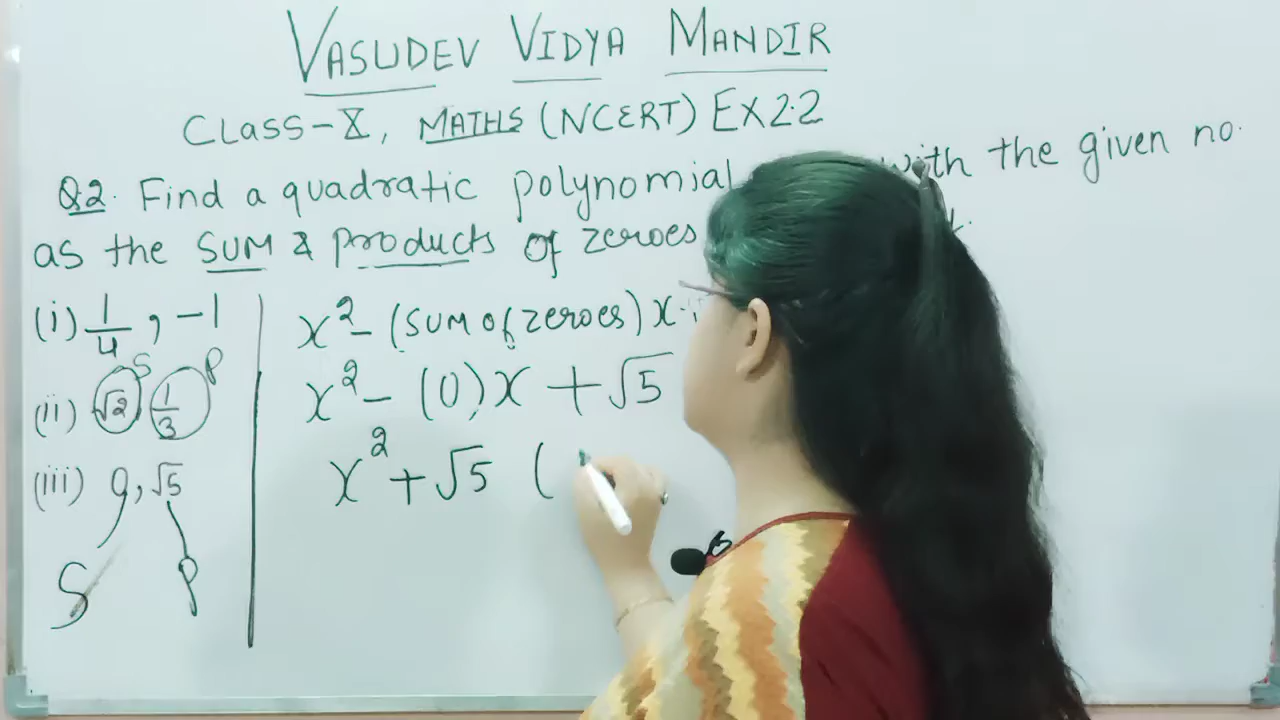 VASUDEV VIDYA MANDIR
CLASS-X, MATHS (NCERT) EX 2.2
Q.2. Find a quadratic polynomial with the given no.
as the SUM & products of zeroes
(i) 1/4, -1
(ii) √2 S 1/3 P
(iii) 0, √5
S P
x² - (SUM of zeroes) x
x² - (0)x + √5
x² + √5 (